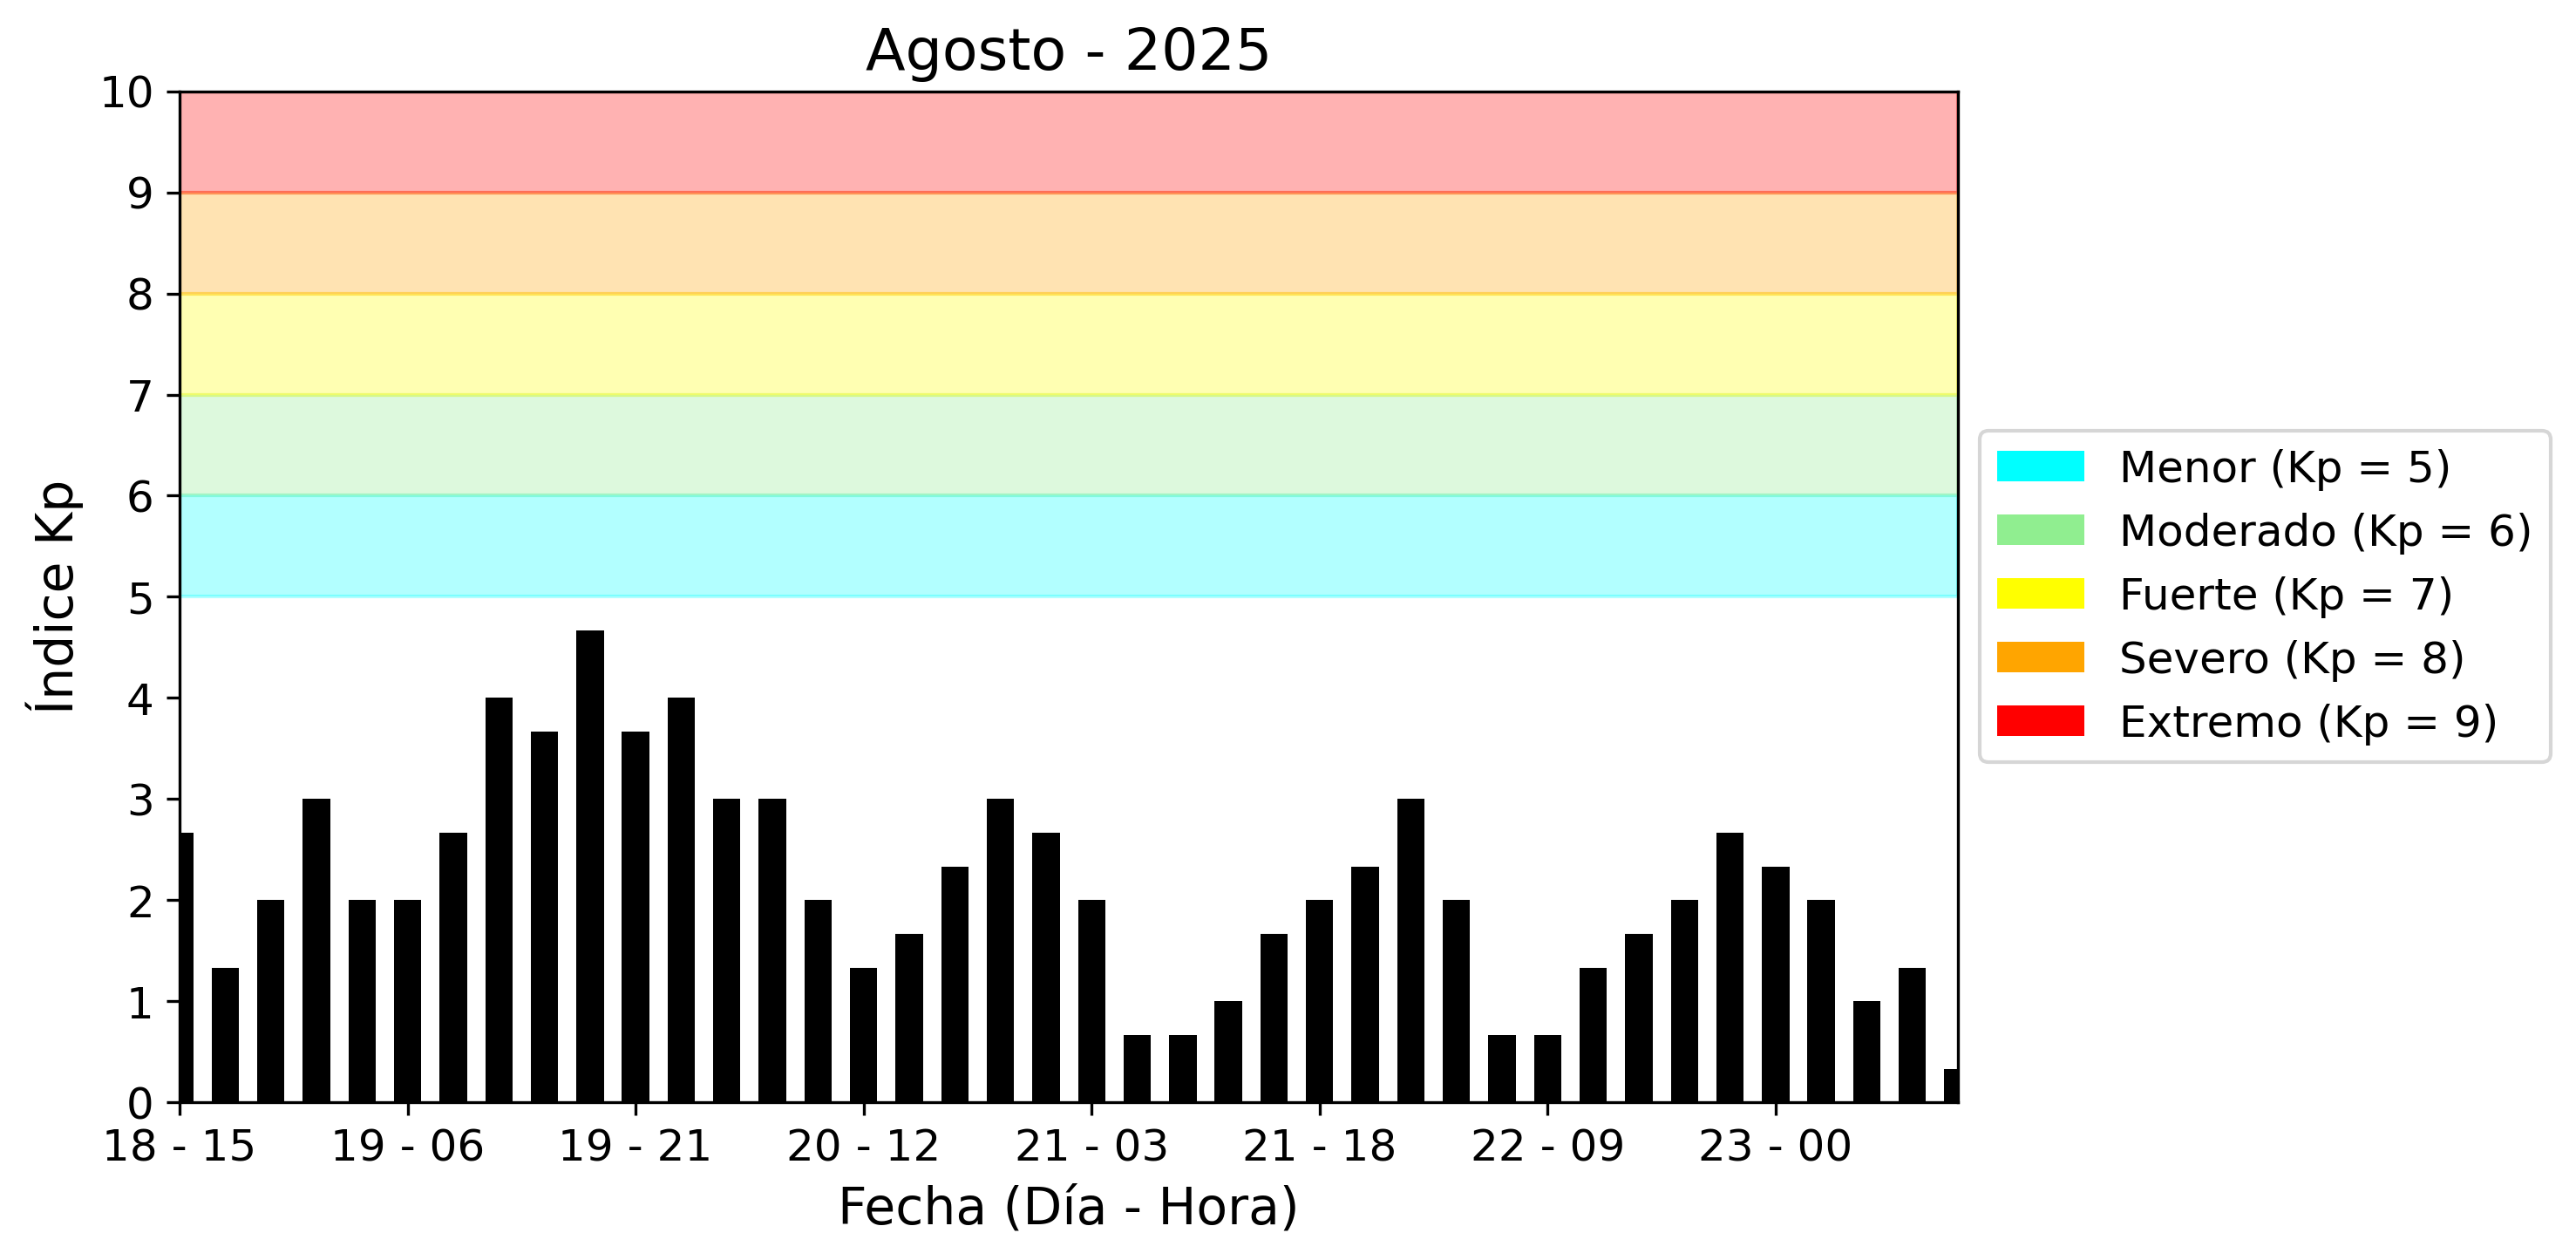 Agosto - 2025
Índice Kp
10
9
8
7
6
5
4
3
2
1
0
18 - 15 19 - 06 19 - 21 20 - 12 21 - 03 21 - 18 22 - 09 23 - 00
Fecha (Día - Hora)
Menor (Kp = 5)
Moderado (Kp = 6)
Fuerte (Kp = 7)
Severo (Kp = 8)
Extremo (Kp = 9)